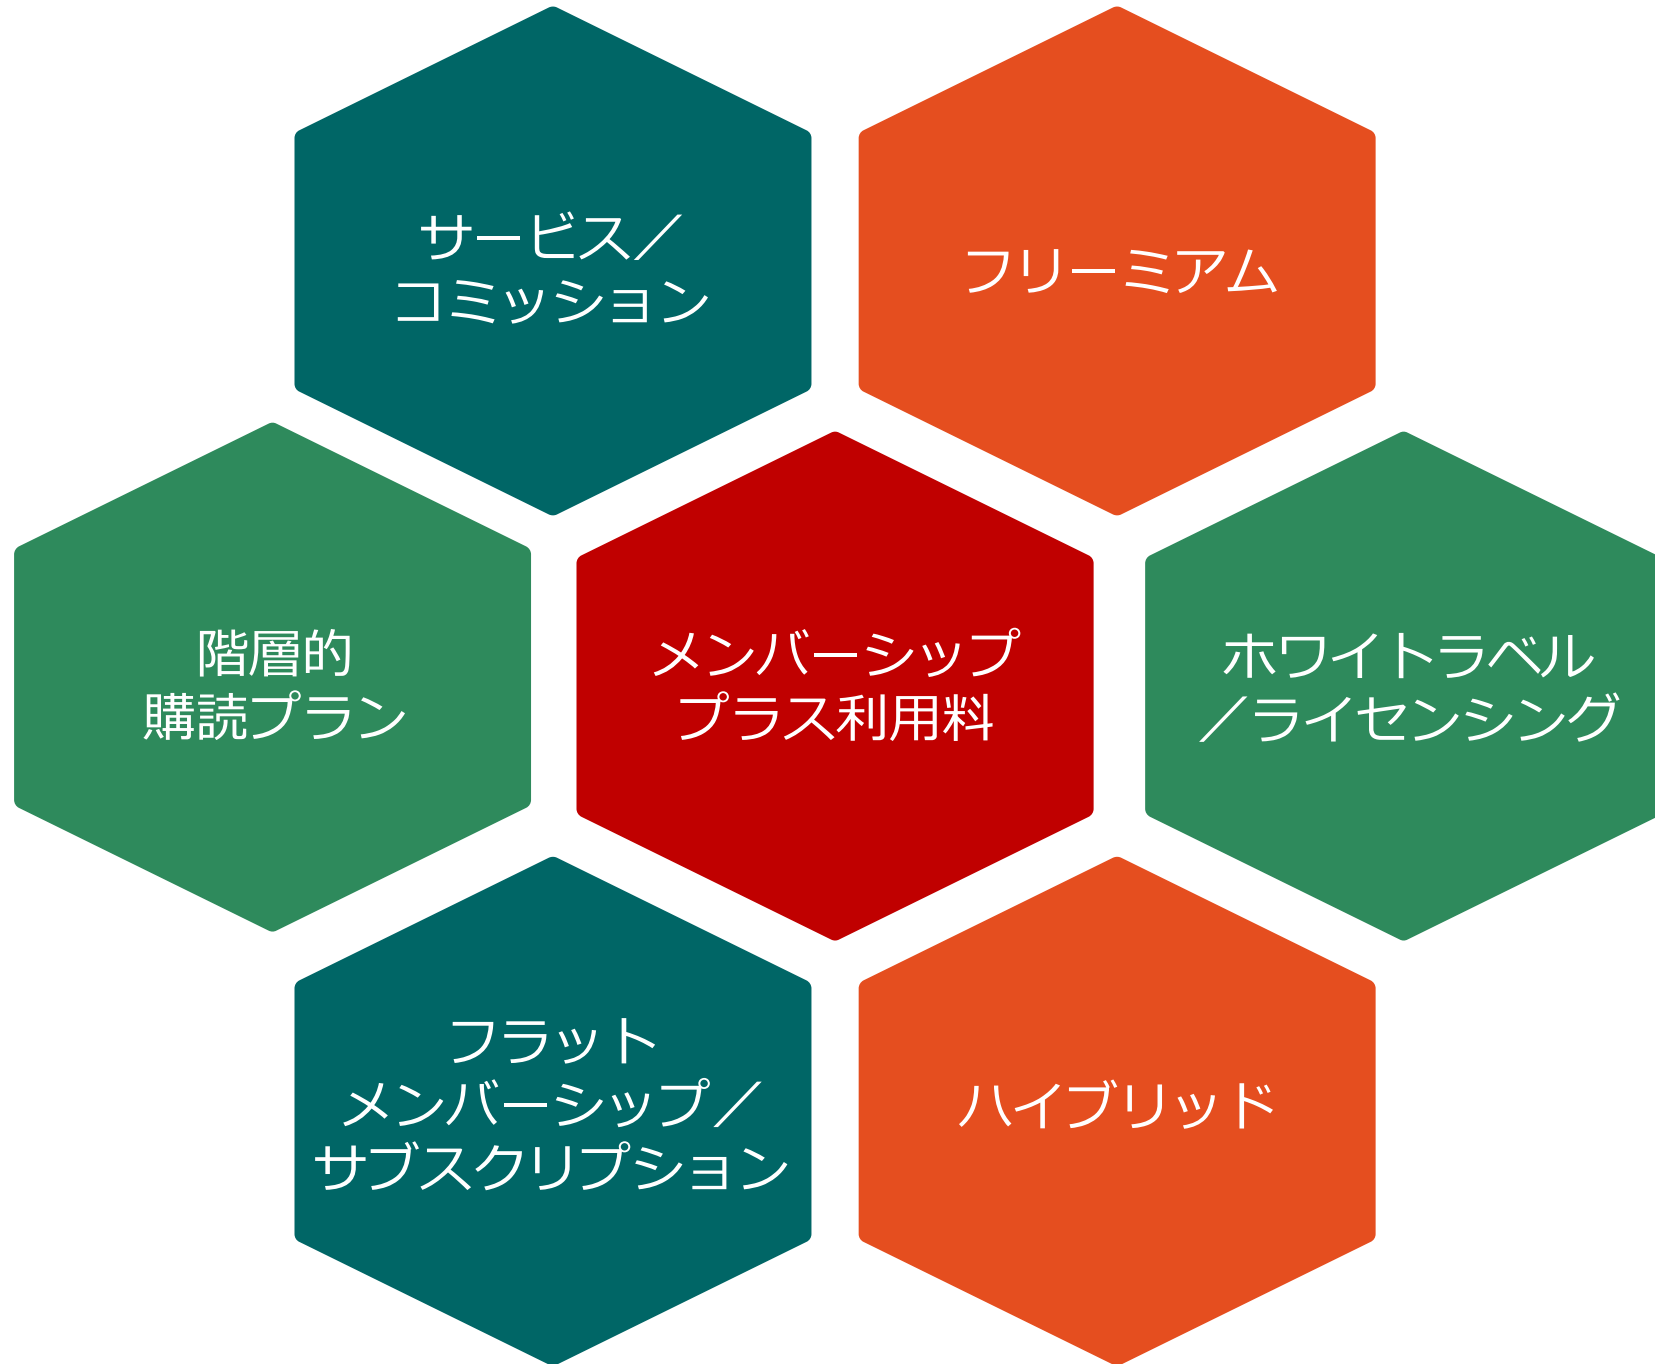 サービス／
コミッション
フリーミアム
階層的
購読プラン
メンバーシップ
プラス利用料
ホワイトラベル
／ライセンシング
フラット
メンバーシップ／
サブスクリプション
ハイブリッド